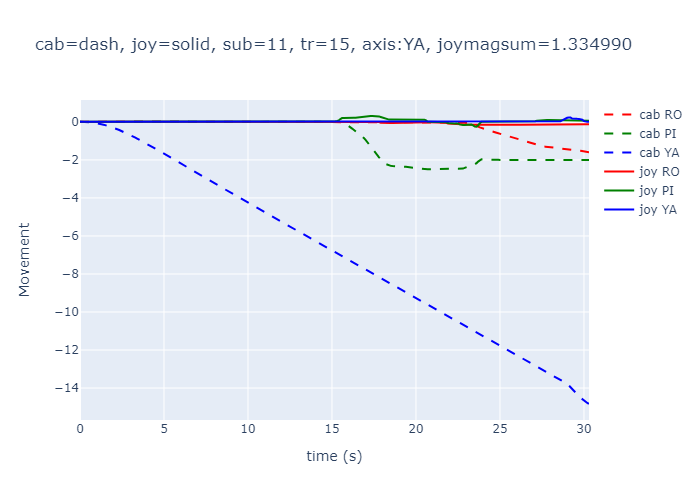 cab=dash, joy=solid, sub=11, tr=15, axis:YA, joymagsum=1.334990
0
−2
−4
−6
−8
−10
−12
−14
Movement
0 5 10 15 20 25 30
time (s)
cab RO
cab PI
cab YA
joy RO
joy PI
joy YA